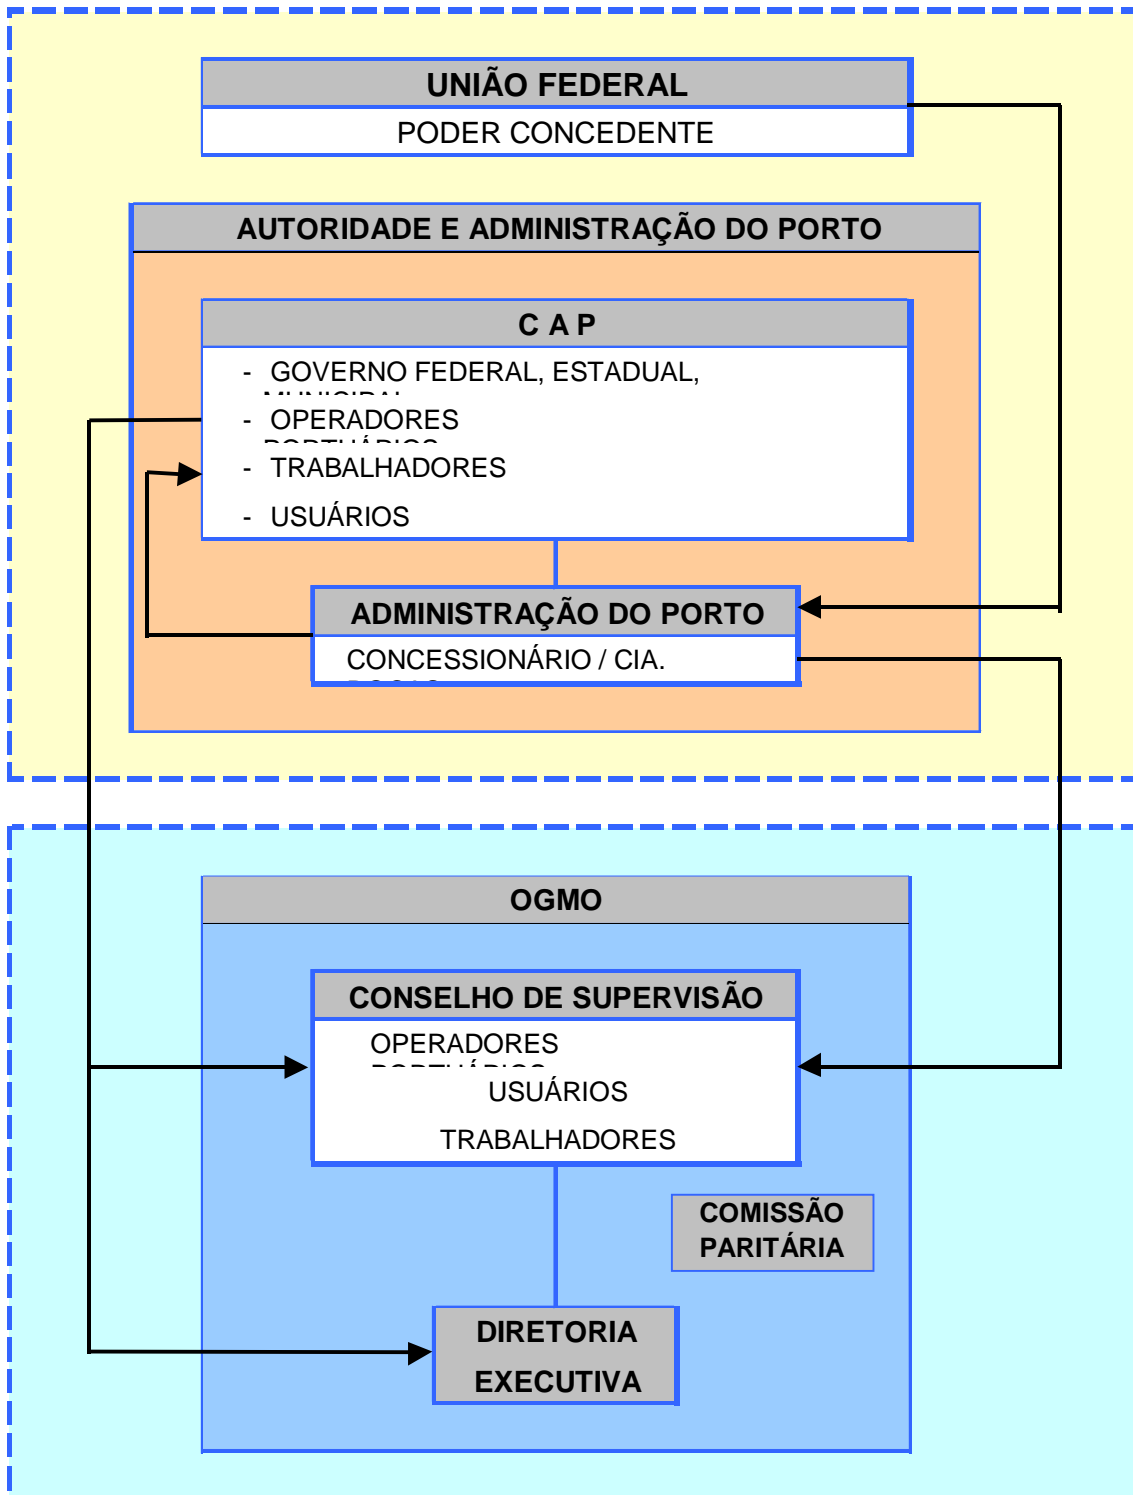 UNIÃO FEDERAL
PODER CONCEDENTE
AUTORIDADE E ADMINISTRAÇÃO DO PORTO
C A P
- GOVERNO FEDERAL, ESTADUAL,
- OPERADORES
- TRABALHADORES
- USUÁRIOS
ADMINISTRAÇÃO DO PORTO
CONCESSIONÁRIO / CIA.
OGMO
CONSELHO DE SUPERVISÃO
OPERADORES
USUÁRIOS
TRABALHADORES
COMISSÃO
PARITÁRIA
DIRETORIA
EXECUTIVA